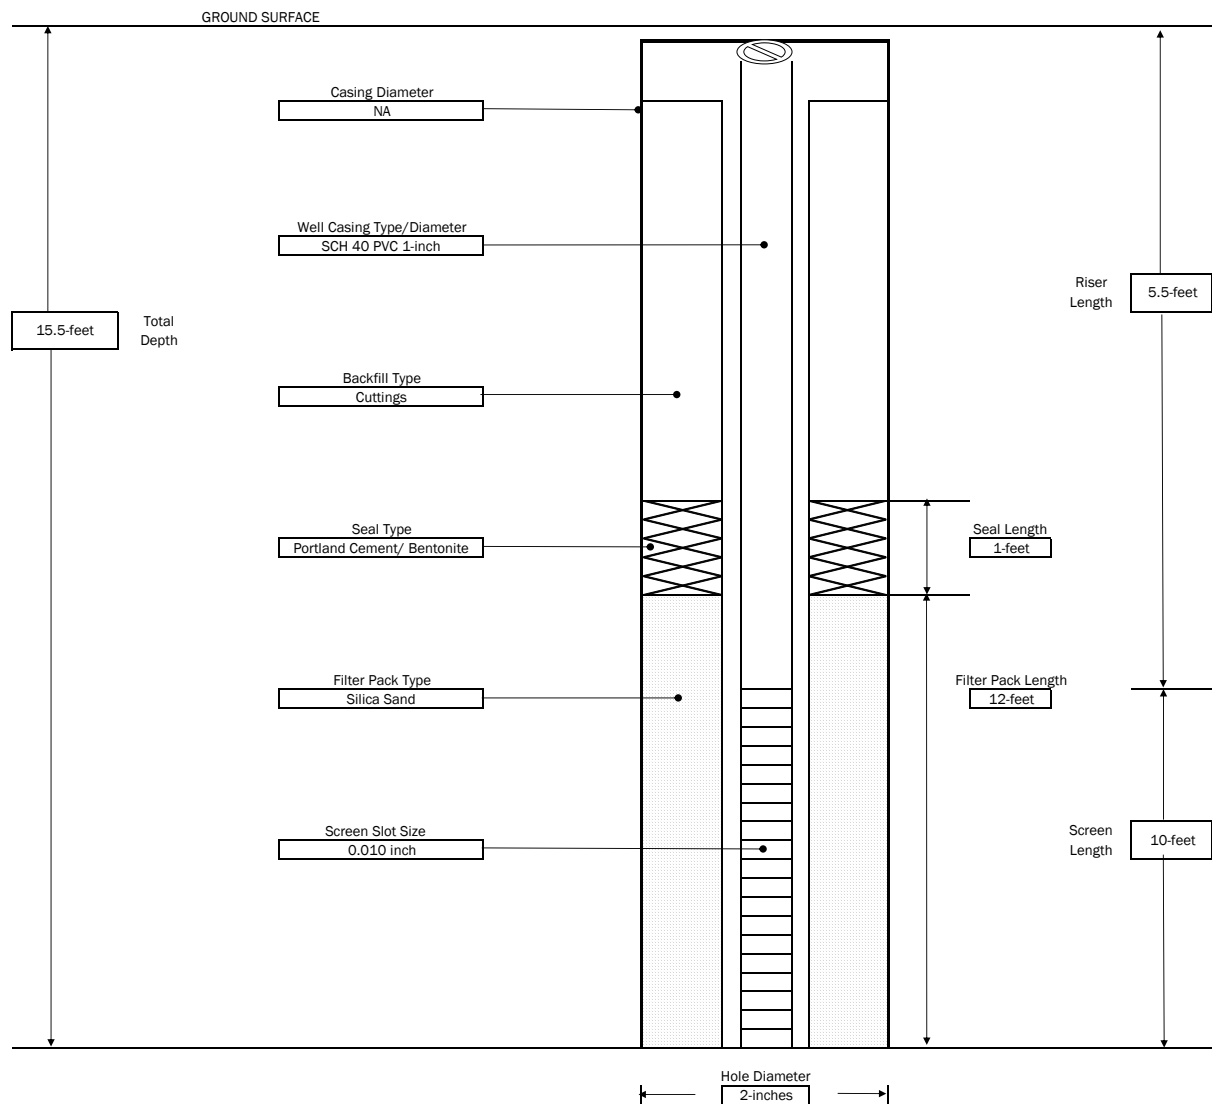 GROUND SURFACE
Casing Diameter
NA
Well Casing Type/Diameter
SCH 40 PVC 1-inch
Riser
Length
5.5-feet
15.5-feet
Total
Depth
Backfill Type
Cuttings
Seal Type
Portland Cement/ Bentonite
Seal Length
1-feet
Filter Pack Type
Silica Sand
Filter Pack Length
12-feet
Screen Slot Size
0.010 inch
Screen
Length
10-feet
Hole Diameter
2-inches